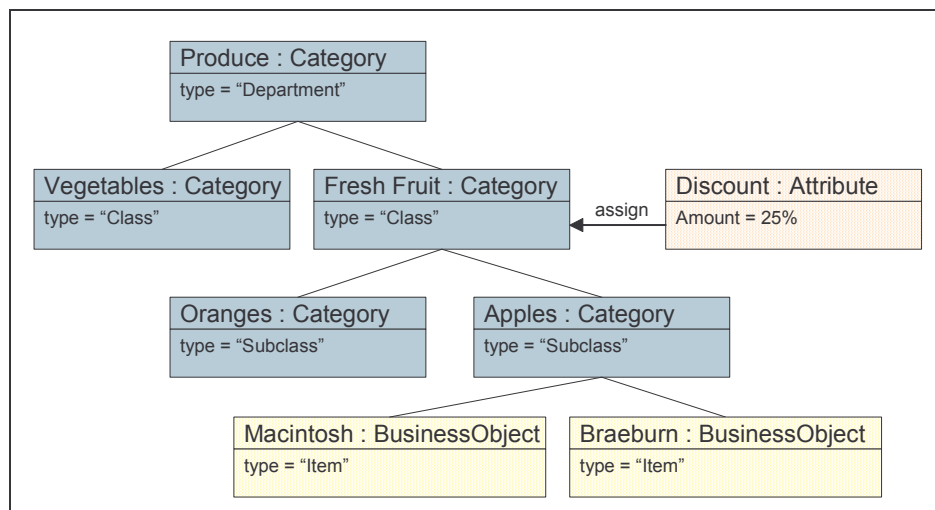 Produce : Category
type = “Department”
Vegetables : Category
type = “Class”
Fresh Fruit : Category
type = “Class”
assign
Discount : Attribute
Amount = 25%
Oranges : Category
type = “Subclass”
Apples : Category
type = “Subclass”
Macintosh : BusinessObject
type = “Item”
Braeburn : BusinessObject
type = “Item”